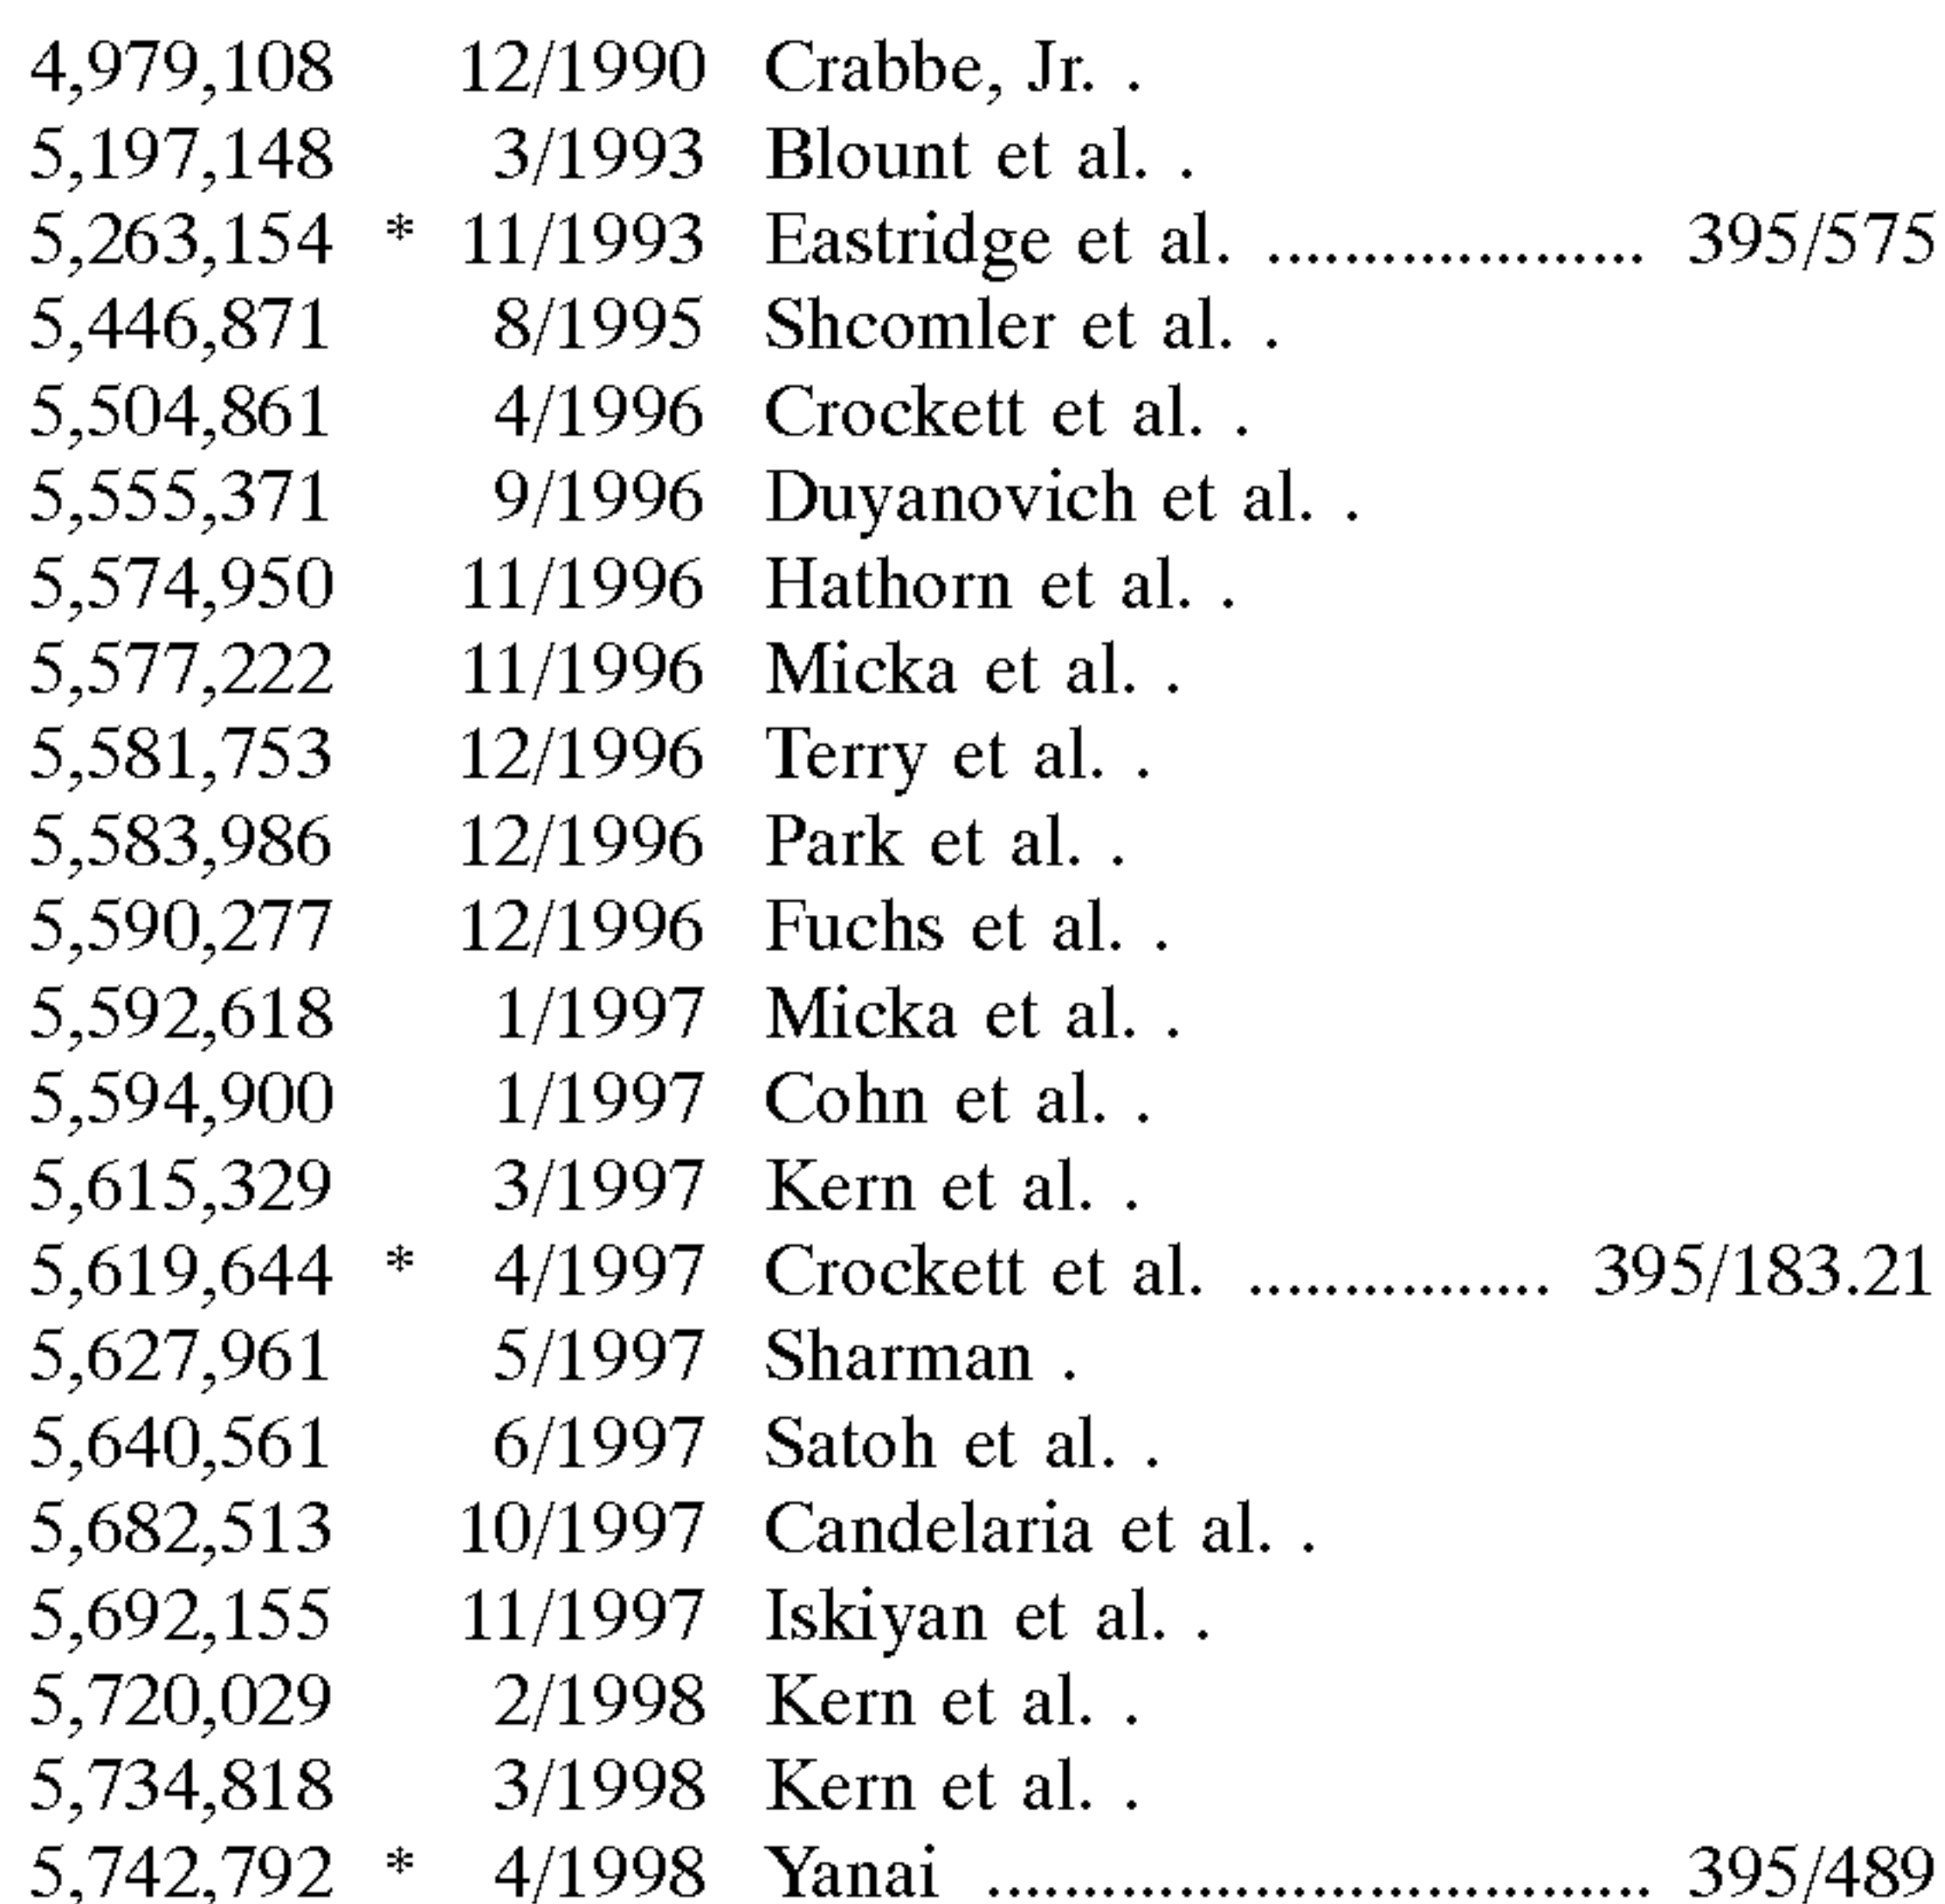 4,979,108 12/1990 Crabbe, Jr. .
5,197,148 3/1993 Blount et al. .
5,263,154 * 11/1993 Eastridge et al. ................... 395/575
5,446,871 8/1995 Shcomler et al. .
5,504,861 4/1996 Crockett et al. .
5,555,371 9/1996 Duyanovich et al. .
5,574,950 11/1996 Hathorn et al. .
5,577,222 11/1996 Micka et al. .
5,581,753 12/1996 Terry et al. .
5,583,986 12/1996 Park et al. .
5,590,277 12/1996 Fuchs et al. .
5,592,618 1/1997 Micka et al. .
5,594,900 1/1997 Cohn et al. .
5,615,329 3/1997 Kern et al. .
5,619,644 * 4/1997 Crockett et al. ............... 395/183.21
5,627,961 5/1997 Sharman .
5,640,561 6/1997 Satoh et al. .
5,682,513 10/1997 Candelaria et al. .
5,692,155 11/1997 Iskiyan et al. .
5,720,029 2/1998 Kern et al. .
5,734,818 3/1998 Kern et al. .
5,742,792 * 4/1998 Yanai ................................. 395/489